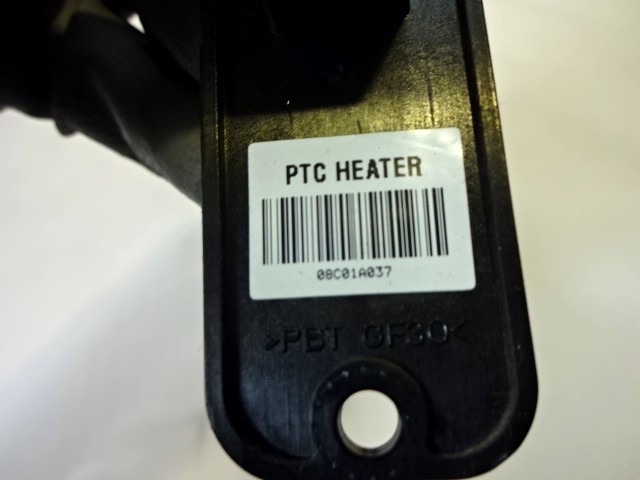 PTC HEATER
08C01A037
>PBT GF30<